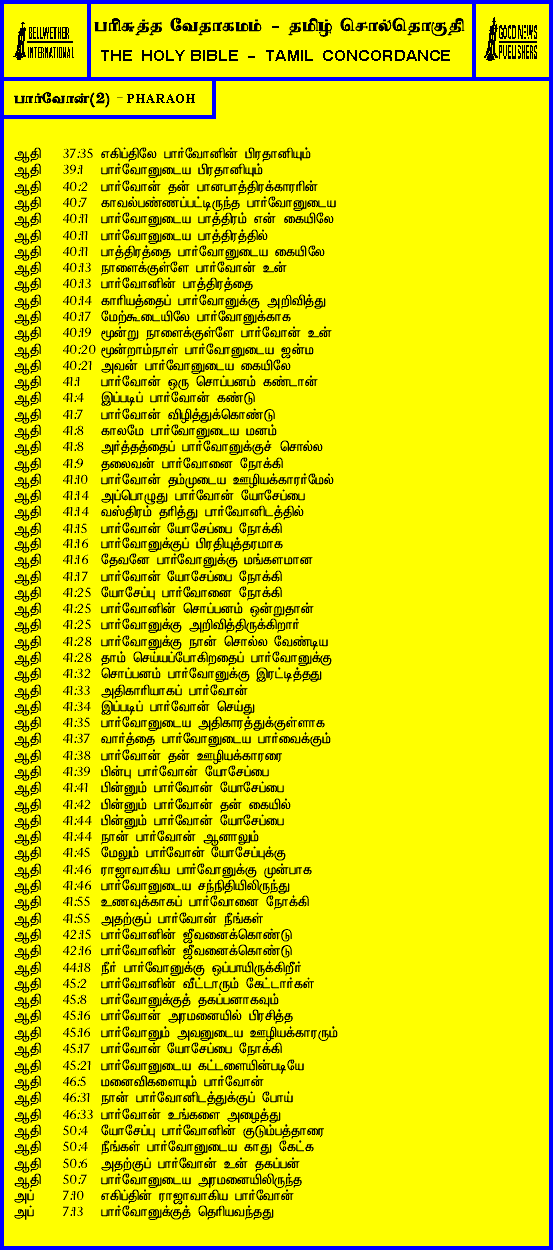 BELLWETHER
INTERNATIONAL
பரிசுத்த வேதாகமம் - தமிழ் சொல்தொகுதி
THE HOLY BIBLE - TAMIL CONCORDANCE
GOOD NEWS
PUBLISHERS
பார்வோன்(2) - PHARAOH
ஆதி 37:35 எகிப்திலே பார்வோனின் பிரதானியும்
ஆதி 39:1 பார்வோனுடைய பிரதானியும்
ஆதி 40:2 பார்வோன் தன் பானபாத்திரக்காரரின்
ஆதி 40:7 காவல்பண்ணப்பட்டிருந்த பார்வோனுடைய
ஆதி 40:11 பார்வோனுடைய பாத்திரம் என் கையிலே
ஆதி 40:11 பார்வோனுடைய பாத்திரத்தில்
ஆதி 40:11 பாத்திரத்தை பார்வோனுடைய கையிலே
ஆதி 40:13 நாளைக்குள்ளே பார்வோன் உன்
ஆதி 40:13 பார்வோனின் பாத்திரத்தை
ஆதி 40:14 காரியத்தைப் பார்வோனுக்கு அறிவித்து
ஆதி 40:17 மேற்கூடையிலே பார்வோனுக்காக
ஆதி 40:19 மூன்று நாளைக்குள்ளே பார்வோன் உன்
ஆதி 40:20 மூன்றாம்நாள் பார்வோனுடைய ஜன்ம
ஆதி 40:21 அவன் பார்வோனுடைய கையிலே
ஆதி 41:1 பார்வோன் ஒரு சொப்பனம் கண்டான்
ஆதி 41:4 இப்படிப் பார்வோன் கண்டு
ஆதி 41:7 பார்வோன் விழித்துக்கொண்டு
ஆதி 41:8 காலமே பார்வோனுடைய மனம்
ஆதி 41:8 அர்த்தத்தைப் பார்வோனுக்குச் சொல்ல
ஆதி 41:9 தலைவன் பார்வோனை நோக்கி
ஆதி 41:10 பார்வோன் தம்முடைய ஊழியக்காரர்மேல்
ஆதி 41:14 அப்பொழுது பார்வோன் யோசேப்பை
ஆதி 41:14 வஸ்திரம் தரித்து பார்வோனிடத்தில்
ஆதி 41:15 பார்வோன் யோசேப்பை நோக்கி
ஆதி 41:16 பார்வோனுக்குப் பிரதியுத்தரமாக
ஆதி 41:16 தேவனே பார்வோனுக்கு மங்களமான
ஆதி 41:17 பார்வோன் யோசேப்பை நோக்கி
ஆதி 41:25 யோசேப்பு பார்வோனை நோக்கி
ஆதி 41:25 பார்வோனின் சொப்பனம் ஒன்றுதான்
ஆதி 41:25 பார்வோனுக்கு அறிவித்திருக்கிறார்
ஆதி 41:28 பார்வோனுக்கு நான் சொல்ல வேண்டிய
ஆதி 41:28 தாம் செய்யப்போகிறதைப் பார்வோனுக்கு
ஆதி 41:32 சொப்பனம் பார்வோனுக்கு இரட்டித்தது
ஆதி 41:33 அதிகாரியாகப் பார்வோன்
ஆதி 41:34 இப்படிப் பார்வோன் செய்து
ஆதி 41:35 பார்வோனுடைய அதிகாரத்துக்குள்ளாக
ஆதி 41:37 வார்த்தை பார்வோனுடைய பார்வைக்கும்
ஆதி 41:38 பார்வோன் தன் ஊழியக்காரரை
ஆதி 41:39 பின்பு பார்வோன் யோசேப்பை
ஆதி 41:41 பின்னும் பார்வோன் யோசேப்பை
ஆதி 41:42 பின்னும் பார்வோன் தன் கையில்
ஆதி 41:44 பின்னும் பார்வோன் யோசேப்பை
ஆதி 41:44 நான் பார்வோன் ஆனாலும்
ஆதி 41:45 மேலும் பார்வோன் யோசேப்புக்கு
ஆதி 41:46 ராஜாவாகிய பார்வோனுக்கு முன்பாக
ஆதி 41:46 பார்வோனுடைய சந்நிதியிலிருந்து
ஆதி 41:55 உணவுக்காகப் பார்வோனை நோக்கி
ஆதி 41:55 அதற்குப் பார்வோன் நீங்கள்
ஆதி 42:15 பார்வோனின் ஜீவனைக்கொண்டு
ஆதி 42:16 பார்வோனின் ஜீவனைக்கொண்டு
ஆதி 44:18 நீர் பார்வோனுக்கு ஒப்பாயிருக்கிறீர்
ஆதி 45:2 பார்வோனின் வீட்டாரும் கேட்டார்கள்
ஆதி 45:8 பார்வோனுக்குத் தகப்பனாகவும்
ஆதி 45:16 பார்வோன் அரமனையில் பிரசித்த
ஆதி 45:16 பார்வோனும் அவனுடைய ஊழியக்காரரும்
ஆதி 45:17 பார்வோன் யோசேப்பை நோக்கி
ஆதி 45:21 பார்வோனுடைய கட்டளையின்படியே
ஆதி 46:5 மனைவிகளையும் பார்வோன்
ஆதி 46:31 நான் பார்வோனிடத்துக்குப் போய்
ஆதி 46:33 பார்வோன் உங்களை அழைத்து
ஆதி 50:4 யோசேப்பு பார்வோனின் குடும்பத்தாரை
ஆதி 50:4 நீங்கள் பார்வோனுடைய காது கேட்க
ஆதி 50:6 அதற்குப் பார்வோன் உன் தகப்பன்
ஆதி 50:7 பார்வோனுடைய அரமனையிலிருந்த
அப் 7:10 எகிப்தின் ராஜாவாகிய பார்வோன்
அப் 7:13 பார்வோனுக்குத் தெரியவந்தது